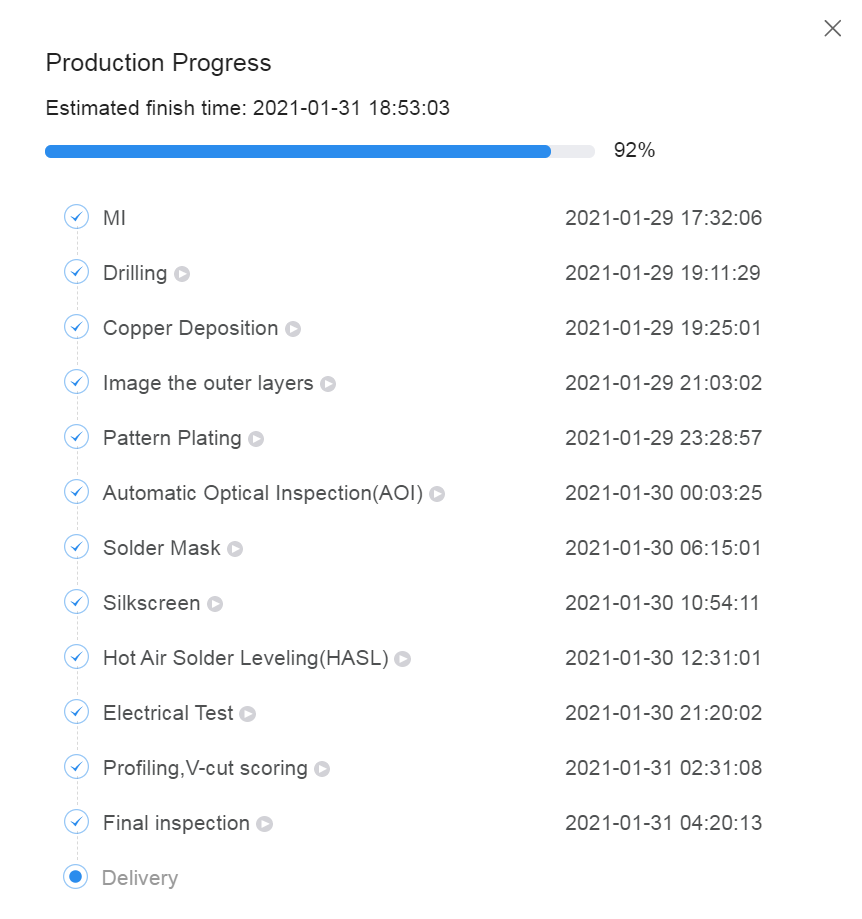 Production Progress
Estimated finish time: 2021-01-31 18:53:03
92%
MI 2021-01-29 17:32:06
Drilling 2021-01-29 19:11:29
Copper Deposition 2021-01-29 19:25:01
Image the outer layers 2021-01-29 21:03:02
Pattern Plating 2021-01-29 23:28:57
Automatic Optical Inspection(AOI) 2021-01-30 00:03:25
Solder Mask 2021-01-30 06:15:01
Silkscreen 2021-01-30 10:54:11
Hot Air Solder Leveling(HASL) 2021-01-30 12:31:01
Electrical Test 2021-01-30 21:20:02
Profiling,V-cut scoring 2021-01-31 02:31:08
Final inspection 2021-01-31 04:20:13
Delivery